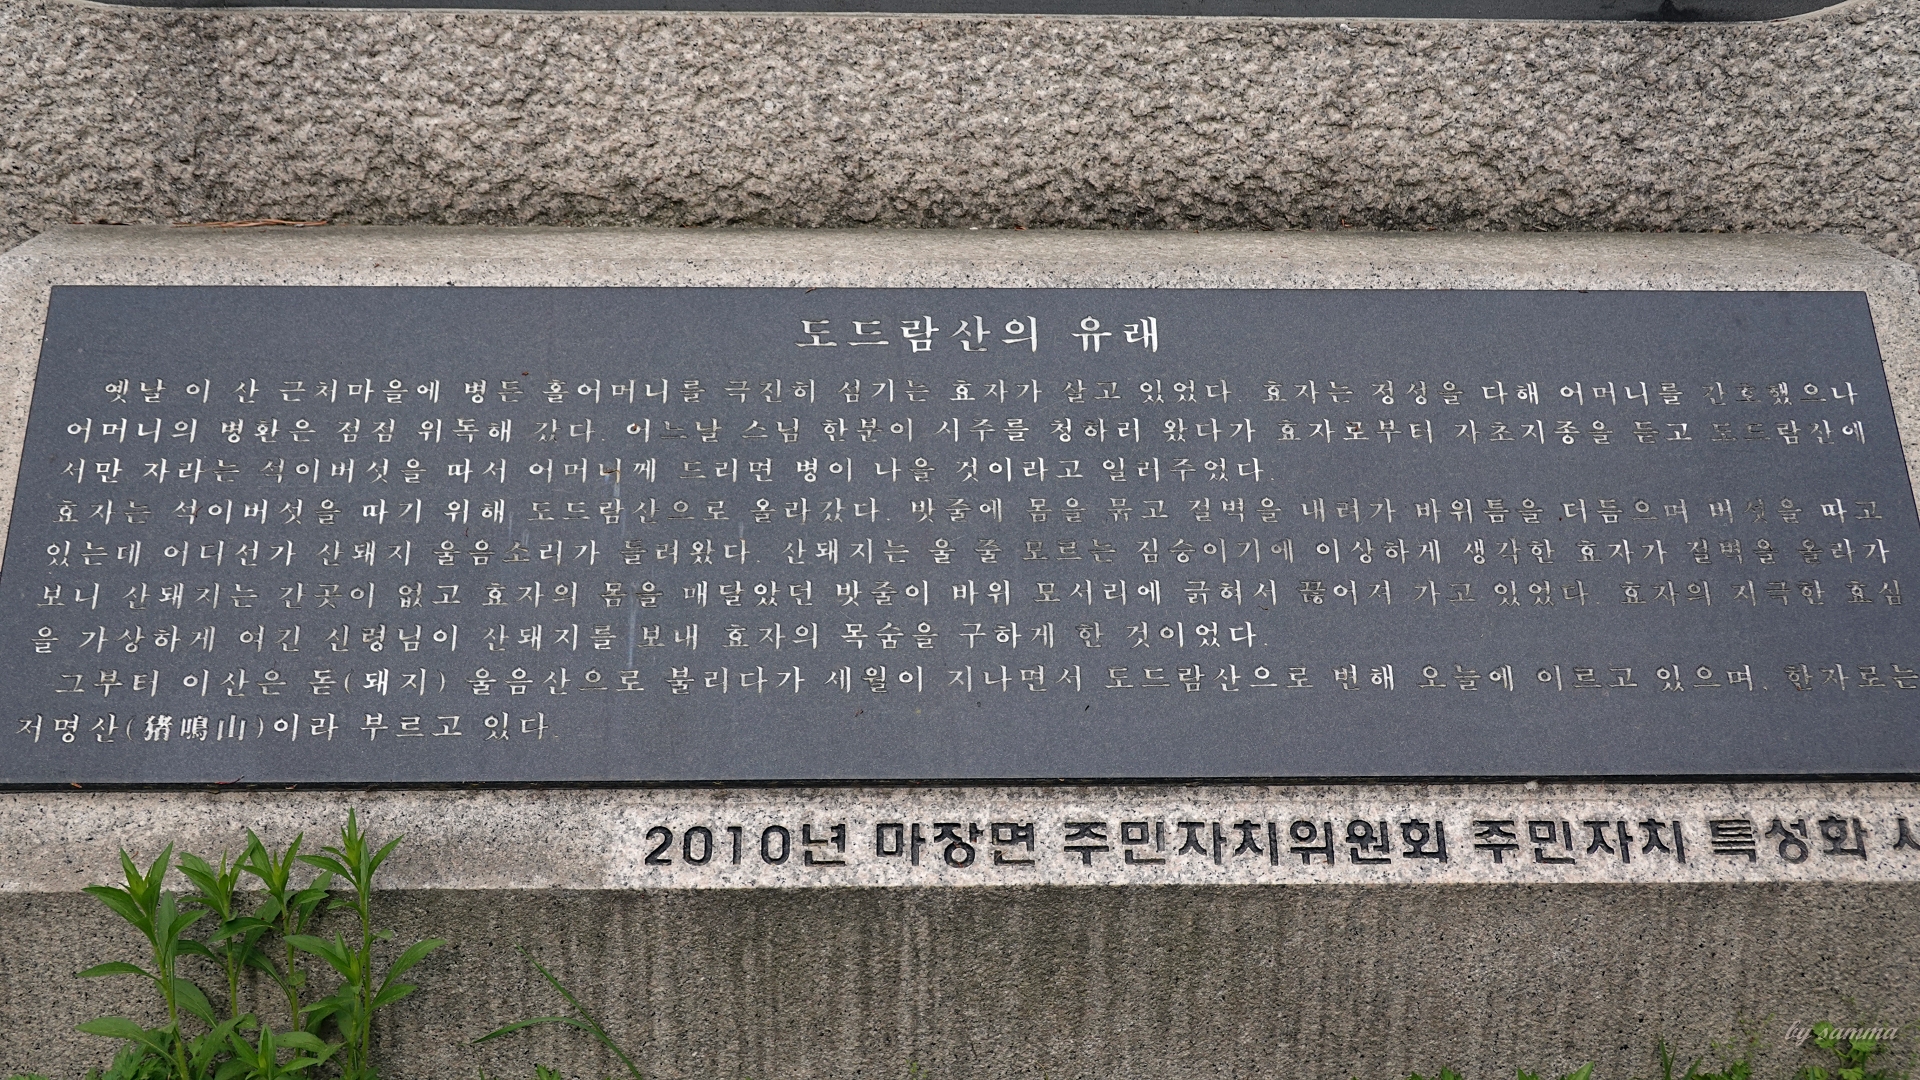 도드람산의 유래
옛날 이 산 근처마을에 병든 홀어머니를 극진히 섬기는 효자가 살고 있었다. 효자는 정성을 다해 어머니를 간호했으나
어머니의 병환은 점점 위독해 갔다. 어느날 스님 한분이 시주를 청하러 왔다가 효자로부터 자초지종을 듣고 도드람산에
서만 자라는 석이버섯을 따서 어머니께 드리면 병이 나을 것이라고 일러주었다.
효자는 석이버섯을 따기 위해 도드람산으로 올라갔다. 밧줄에 몸을 묶고 절벽을 내려가 바위틈을 더듬으며 버섯을 따고
있는데 어디선가 산돼지 울음소리가 들려왔다. 산돼지는 울 줄 모르는 짐승이기에 이상하게 생각한 효자가 절벽을 올라가
보니 산돼지는 간곳이 없고 효자의 몸을 매달았던 밧줄이 바위 모서리에 긁혀서 끊어져 가고 있었다. 효자의 지극한 효심
을 가상하게 여긴 신령님이 산돼지를 보내 효자의 목숨을 구하게 한 것이었다.
그부터 이산은 돋(돼지) 울음산으로 불리다가 세월이 지나면서 도드람산으로 변해 오늘에 이르고 있으며, 한자로는
저명산(猪鳴山)이라 부르고 있다.
2010년 마장면 주민자치위원회 주민자치 특성화
by samma